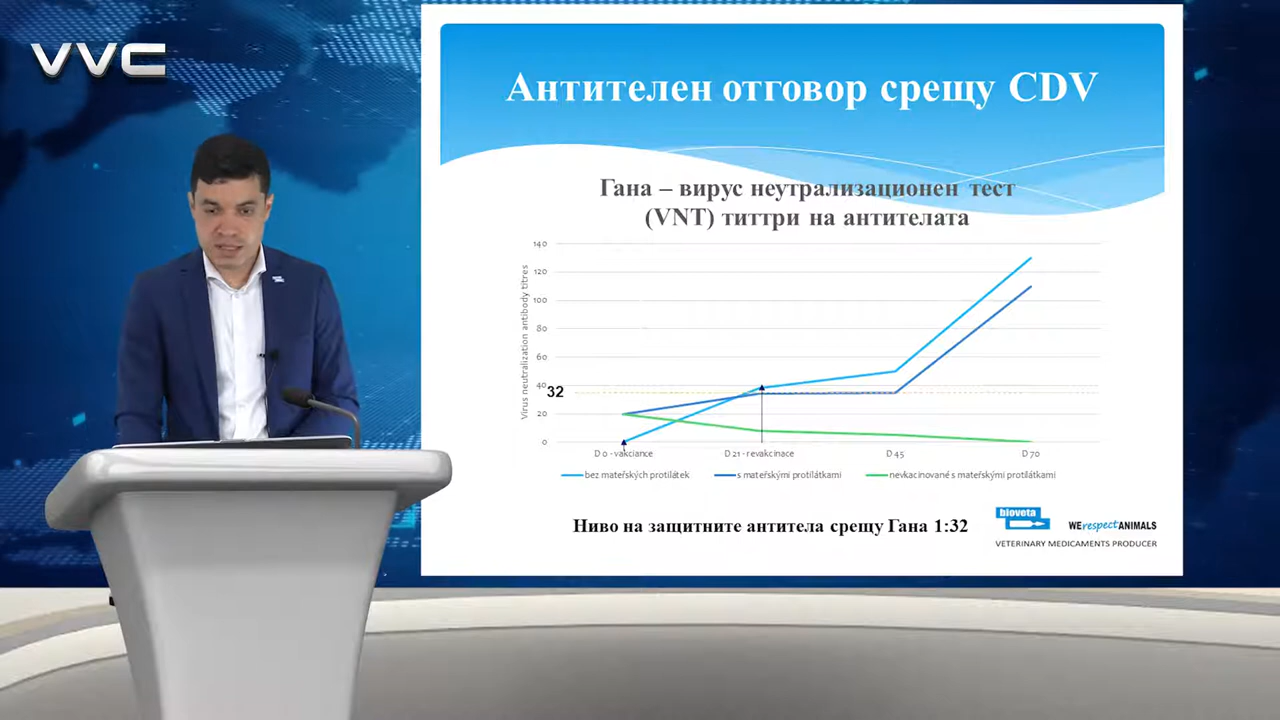 VVC
Антителен отговор срещу CDV
Гана – вирус неутрализационен тест
(VNT) титтри на антителата
Virus neutralization antibody titres
140
120
100
80
60
40
32
20
0
D 0 - vakciance
D 21 - revakcinace
D 45
D 70
bez mateřských protilátek
s mateřskými protilátkami
nevkacinované s mateřskými protilátkami
Ниво на защитните антитела срещу Гана 1:32
bioveta
WE respect ANIMALS
VETERINARY MEDICAMENTS PRODUCER